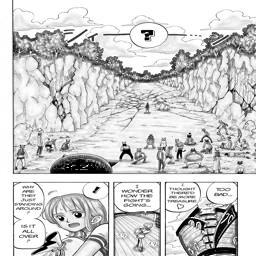 ?
TOO
BAD...
I
THOUGHT
THERE'D
BE MORE
TREASURE
♡
I
WONDER
HOW THE
FIGHT'S
GOING...
!
WHY
ARE
THEY
JUST
STANDING
AROUND
IS IT
ALL
OVER